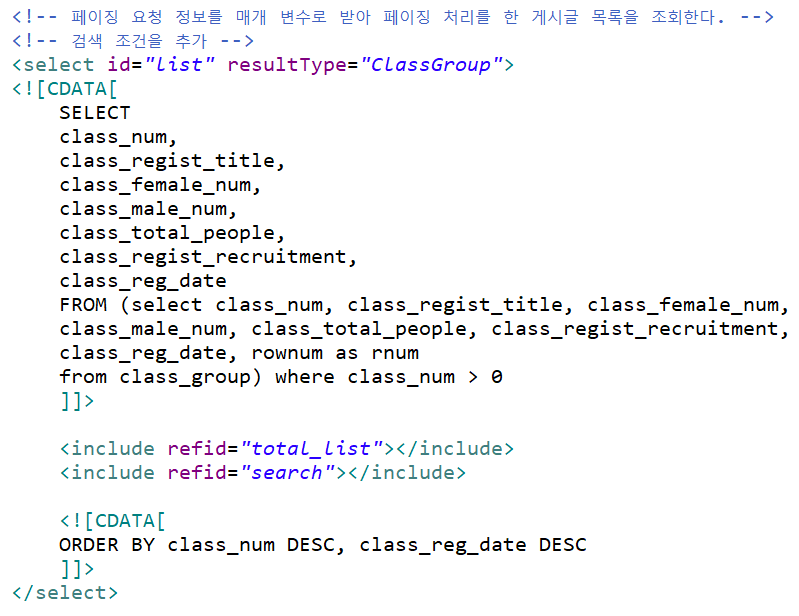 <!-- 페이징 요청 정보를 매개 변수로 받아 페이징 처리를 한 게시글 목록을 조회한다. -->
<!-- 검색 조건을 추가 -->
<select id="list" resultType="ClassGroup">
<![CDATA[
SELECT
class_num,
class_regist_title,
class_female_num,
class_male_num,
class_total_people,
class_regist_recruitment,
class_reg_date
FROM (select class_num, class_regist_title, class_female_num,
class_male_num, class_total_people, class_regist_recruitment,
class_reg_date, rownum as rnum
from class_group) where class_num > 0
]]>
<include refid="total_list"></include>
<include refid="search"></include>
<![CDATA[
ORDER BY class_num DESC, class_reg_date DESC
]]>
</select>